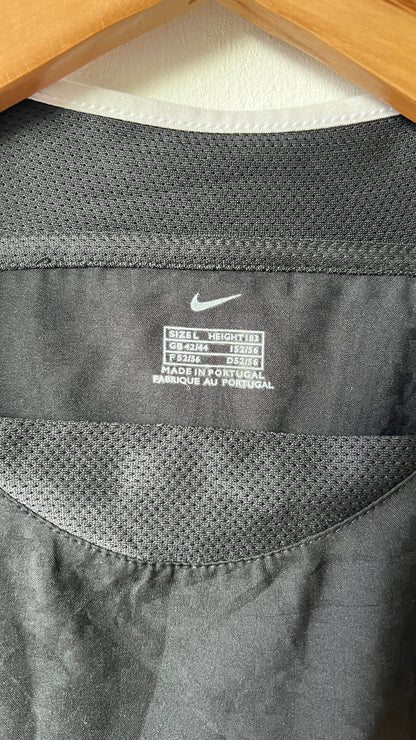 SIZE L HEIGHT 183
GB 42/44 I 52/56
F 52/56 D 52/56
MADE IN PORTUGAL
FABRIQUE AU PORTUGAL